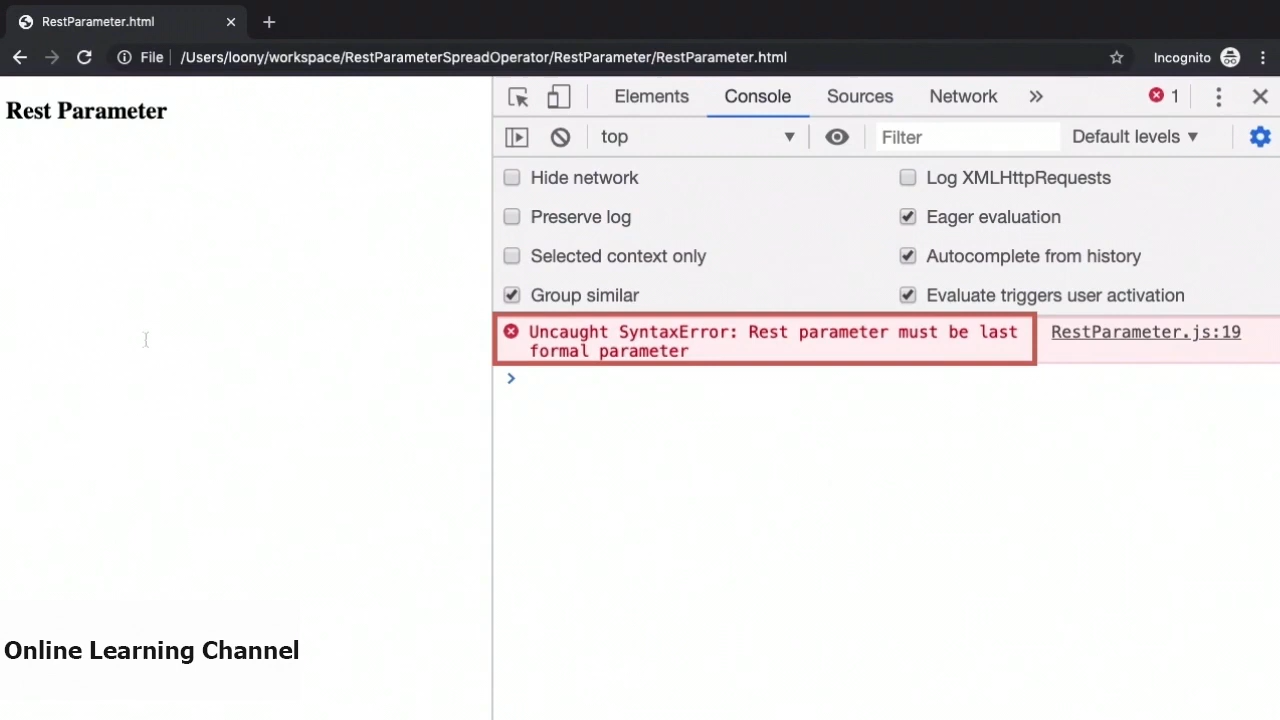 RestParameter.html
File /Users/loony/workspace/RestParameterSpreadOperator/RestParameter/RestParameter.html Incognito
Rest Parameter
Elements Console Sources Network » 1
top Filter Default levels
Hide network Log XMLHttpRequests
Preserve log Eager evaluation
Selected context only Autocomplete from history
Group similar Evaluate triggers user activation
Uncaught SyntaxError: Rest parameter must be last RestParameter.js:19
formal parameter
Online Learning Channel